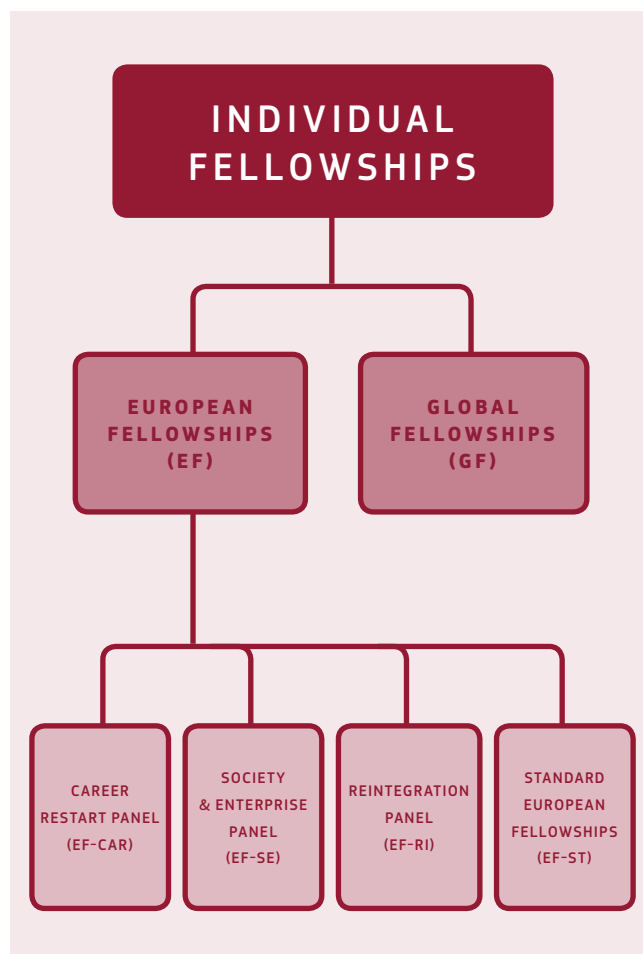 INDIVIDUAL
FELLOWSHIPS
EUROPEAN
FELLOWSHIPS
(EF)
GLOBAL
FELLOWSHIPS
(GF)
CAREER
RESTART PANEL
(EF-CAR)
SOCIETY
& ENTERPRISE
PANEL
(EF-SE)
REINTEGRATION
PANEL
(EF-RI)
STANDARD
EUROPEAN
FELLOWSHIPS
(EF-ST)